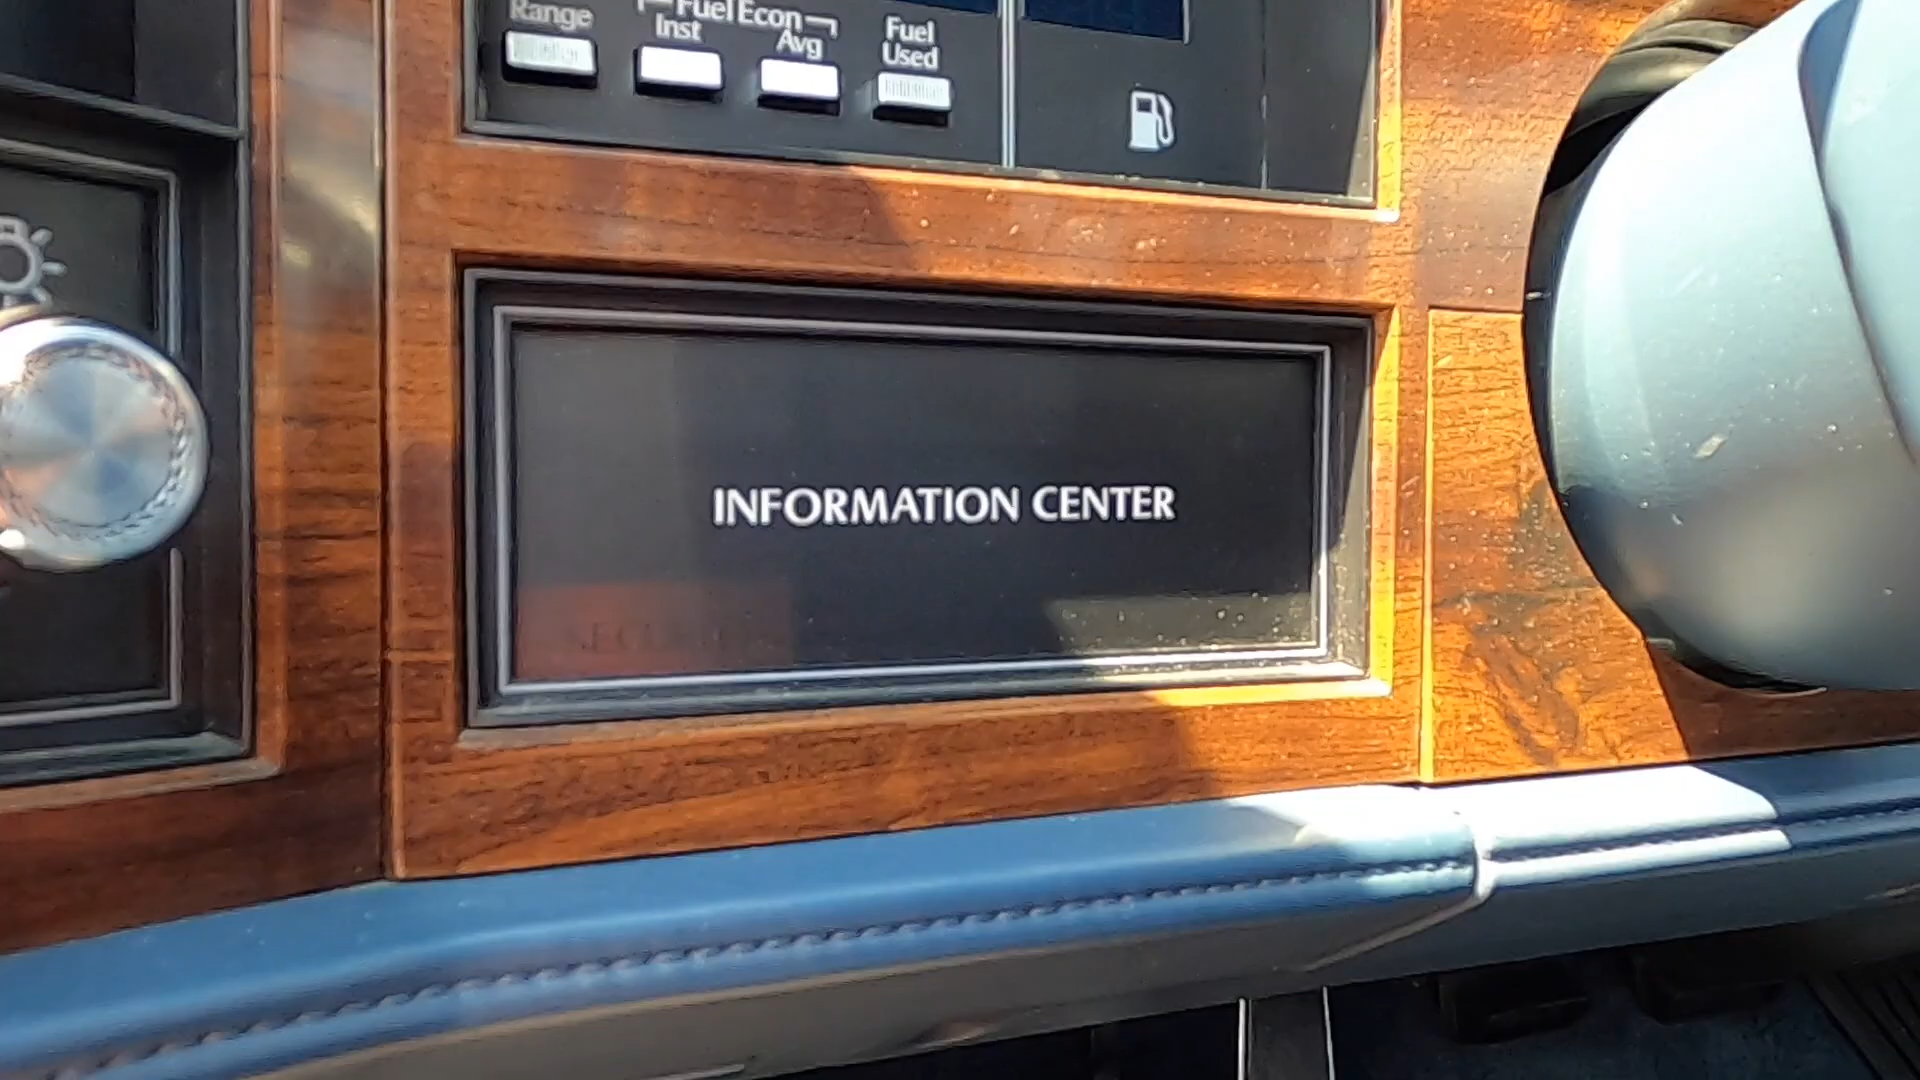 Range
Fuel Econ
Inst
Avg
Fuel
Used
INFORMATION CENTER